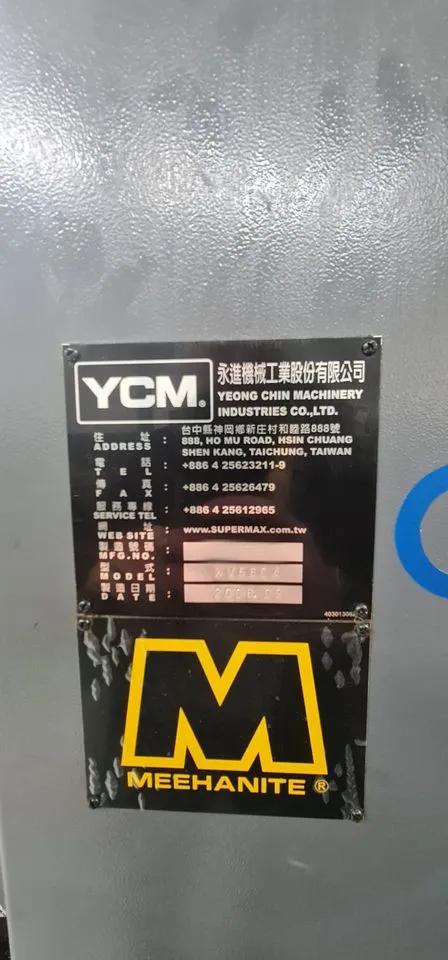 YCM®
永進機械工業股份有限公司
YEONG CHIN MACHINERY
INDUSTRIES CO.,LTD.
住址 ADDRESS : 台中縣神岡鄉新庄村和睦路888號
888, HO MU ROAD, HSIN CHUANG
SHEN KANG, TAICHUNG, TAIWAN
電話 TEL : +886 4 25623211-9
傳真 FAX : +886 4 25626479
服務專線 SERVICE TEL : +886 4 25612965
網址 WEB SITE : www.SUPERMAX.com.tw
製造號碼 MFG.NO. :
型式 MODEL : XV560A
製造日期 DATE :
M
MEEHANITE ®